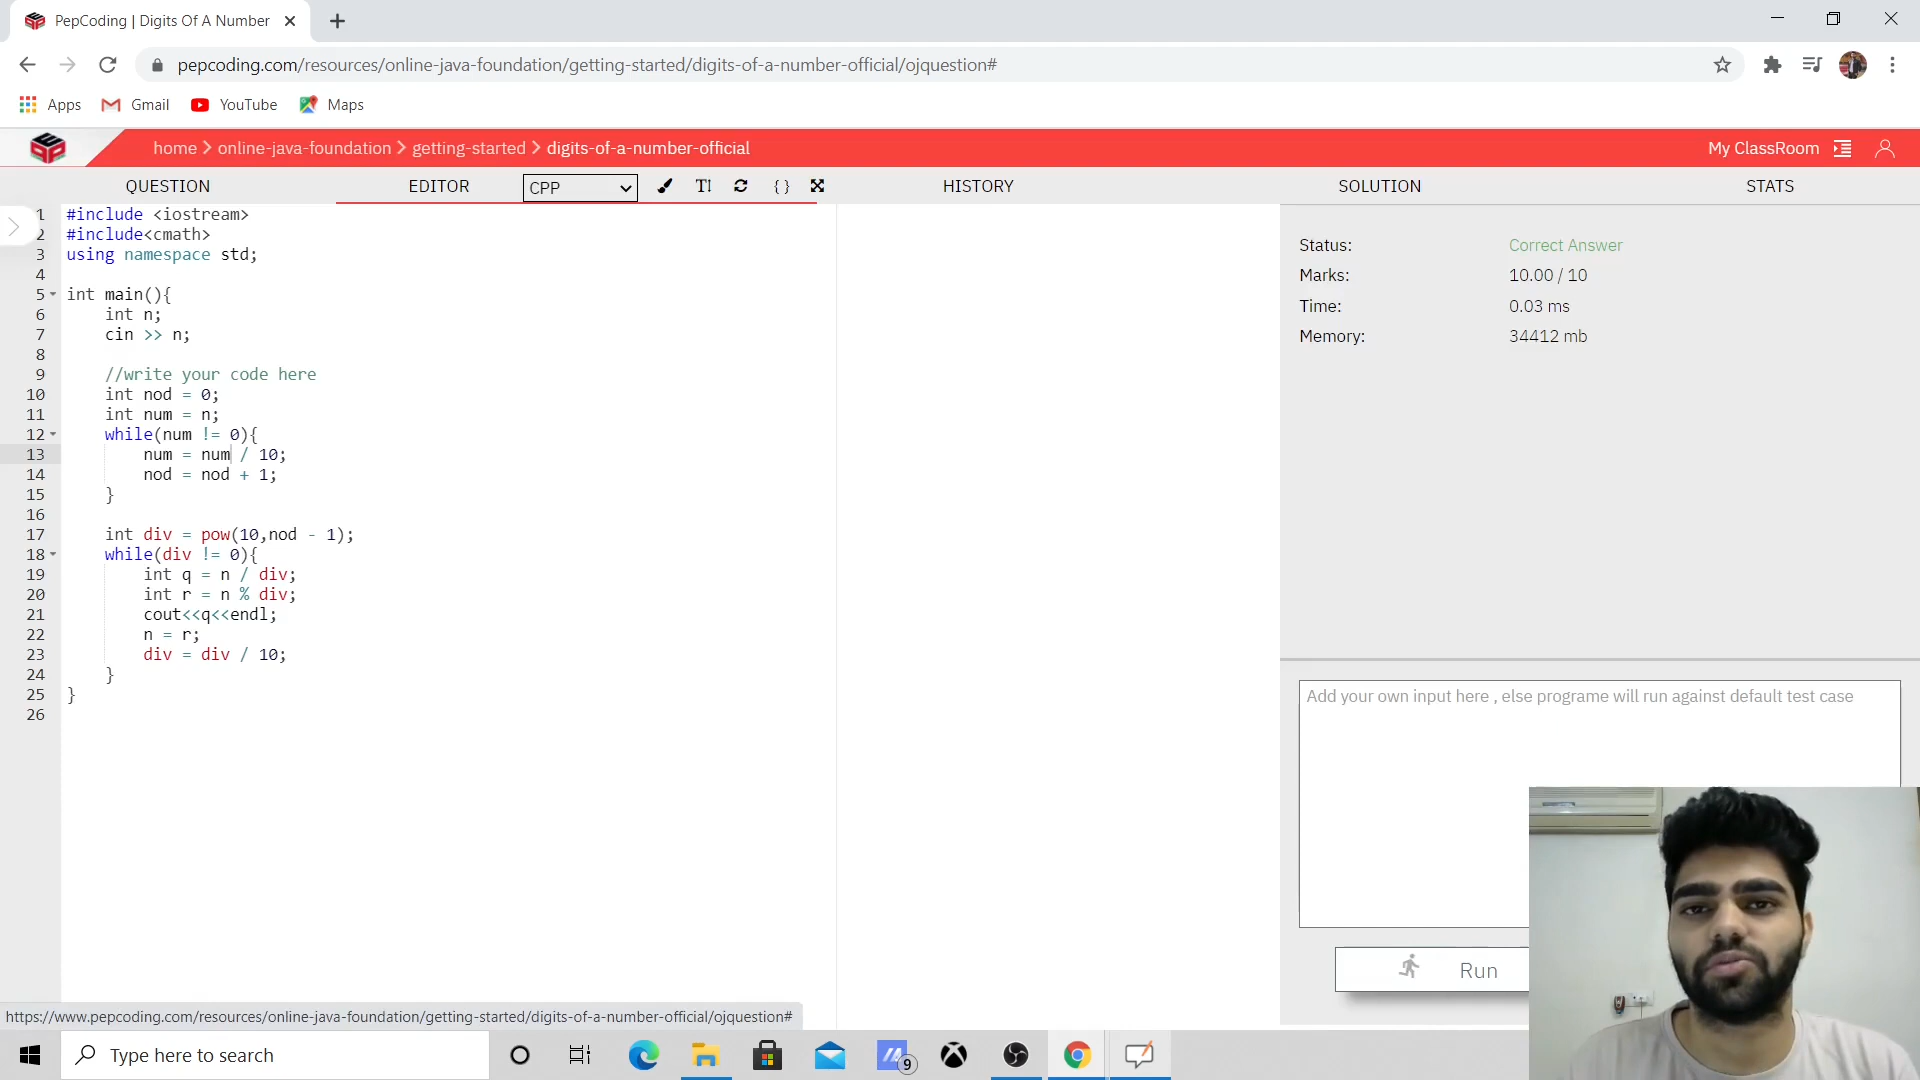 PepCoding | Digits Of A Number
pepcoding.com/resources/online-java-foundation/getting-started/digits-of-a-number-official/ojquestion#
Apps Gmail YouTube Maps
home > online-java-foundation > getting-started > digits-of-a-number-official My ClassRoom
QUESTION EDITOR CPP T { } HISTORY SOLUTION STATS
1 #include <iostream>
2 #include<cmath>
3 using namespace std;
4
5 int main(){
6 int n;
7 cin >> n;
8
9 //write your code here
10 int nod = 0;
11 int num = n;
12 while(num != 0){
13 num = num / 10;
14 nod = nod + 1;
15 }
16
17 int div = pow(10,nod - 1);
18 while(div != 0){
19 int q = n / div;
20 int r = n % div;
21 cout<<q<<endl;
22 n = r;
23 div = div / 10;
24 }
25 }
26
Status: Correct Answer
Marks: 10.00 / 10
Time: 0.03 ms
Memory: 34412 mb
Add your own input here , else programe will run against default test case
Run
https://www.pepcoding.com/resources/online-java-foundation/getting-started/digits-of-a-number-official/ojquestion#
Type here to search
9